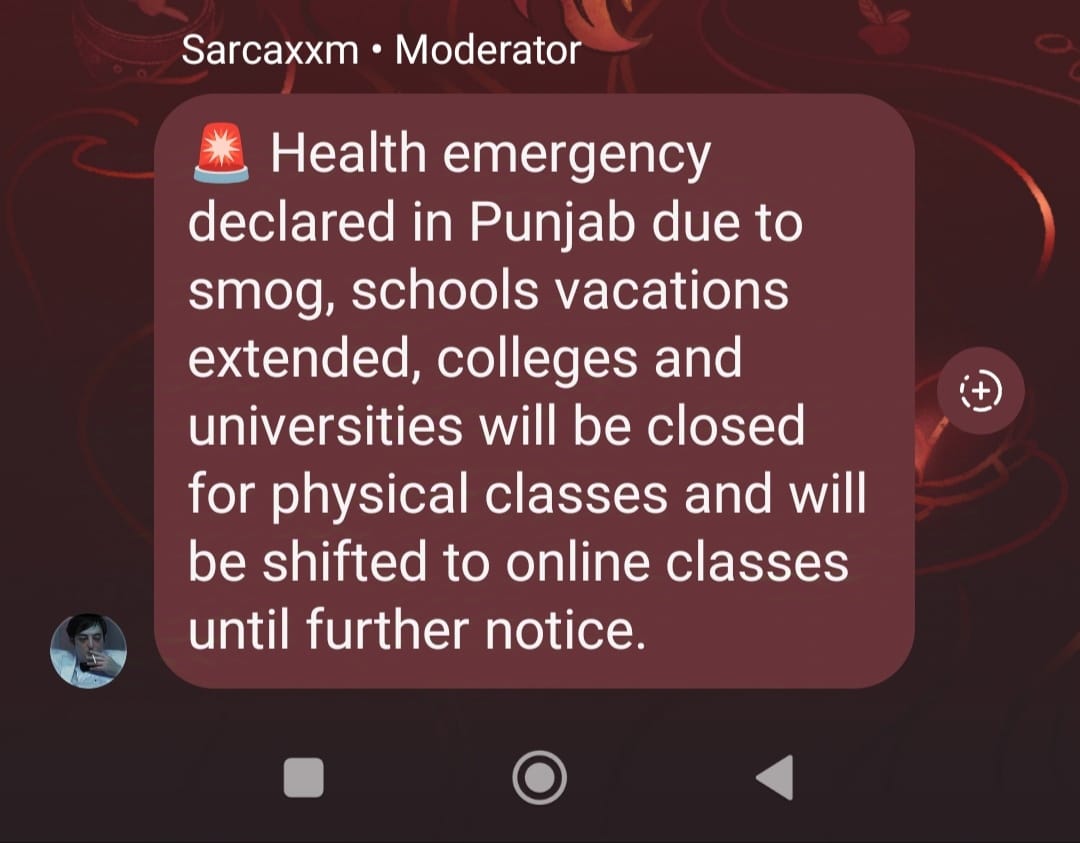 Sarcaxxm • Moderator
🚨 Health emergency
declared in Punjab due to
smog, schools vacations
extended, colleges and
universities will be closed
for physical classes and will
be shifted to online classes
until further notice.